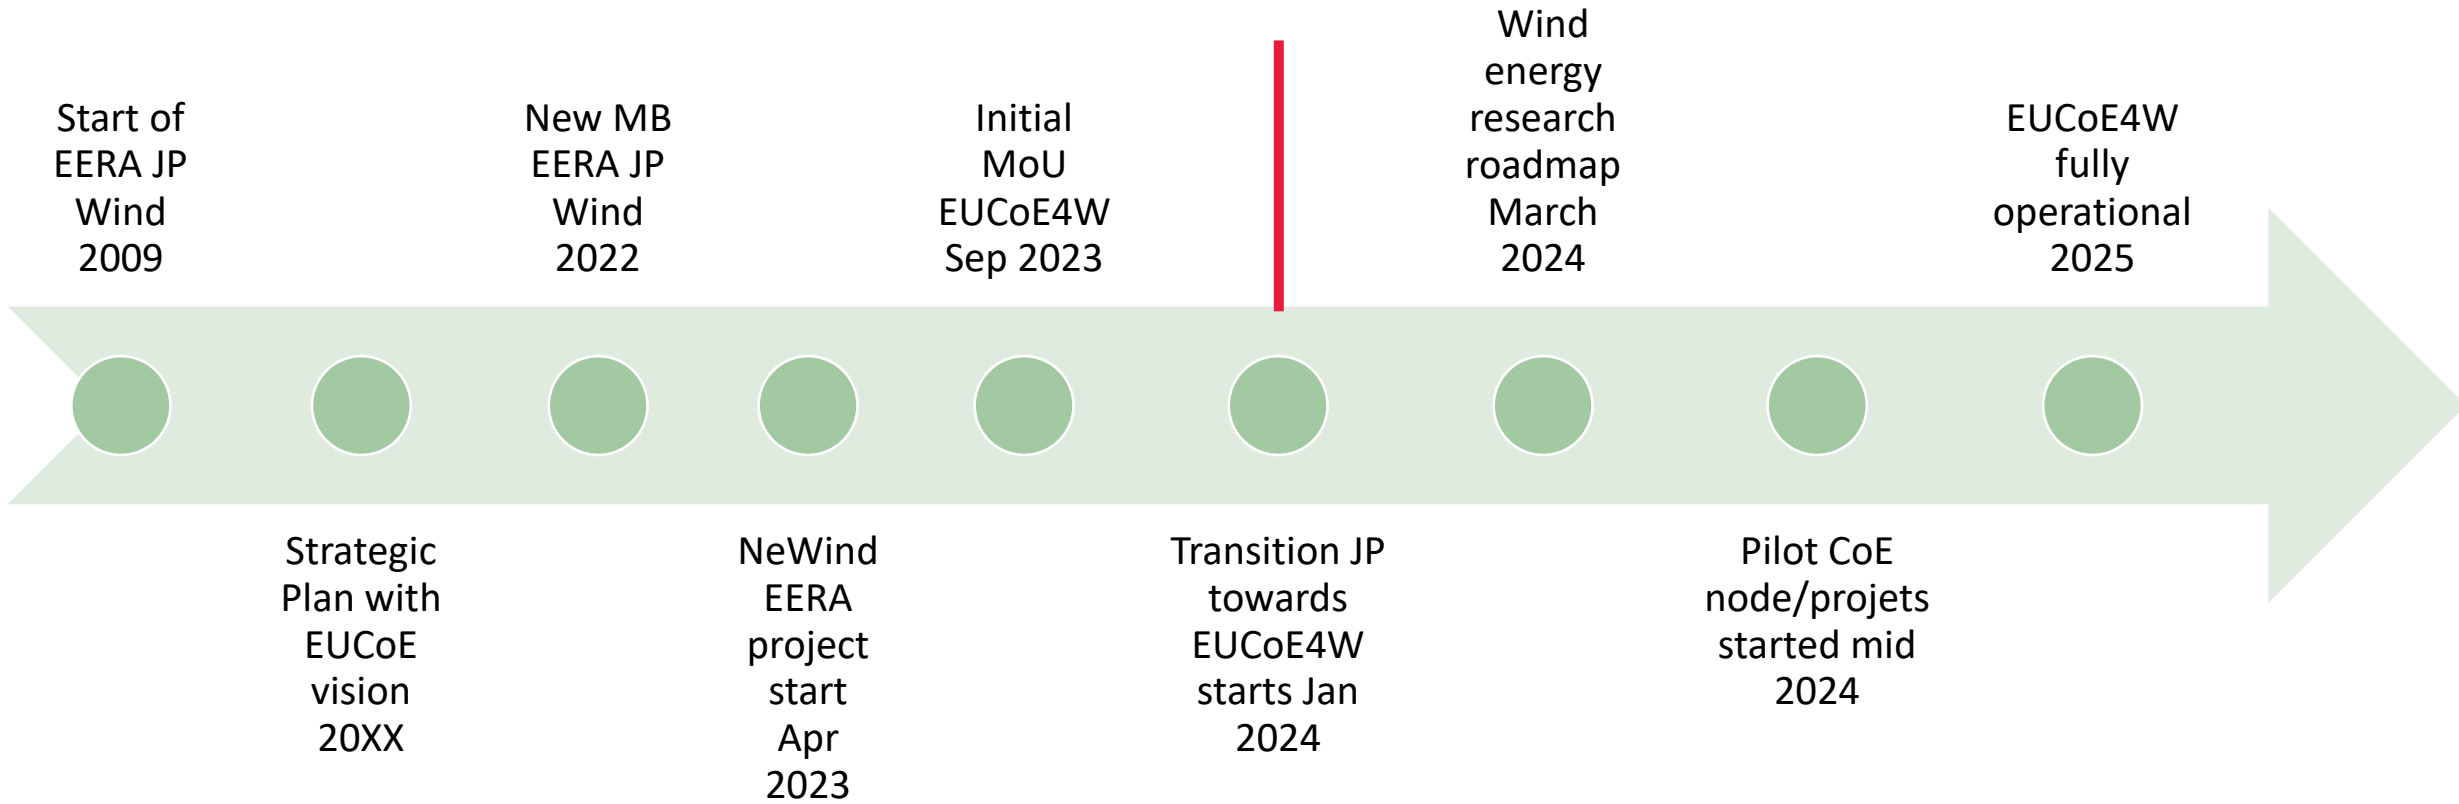 Start of
EERA JP
Wind
2009
Strategic
Plan with
EUCoE
vision
20XX
New MB
EERA JP
Wind
2022
NeWind
EERA
project
start
Apr
2023
Initial
MoU
EUCoE4W
Sep 2023
Transition JP
towards
EUCoE4W
starts Jan
2024
Wind
energy
research
roadmap
March
2024
Pilot CoE
node/projets
started mid
2024
EUCoE4W
fully
operational
2025